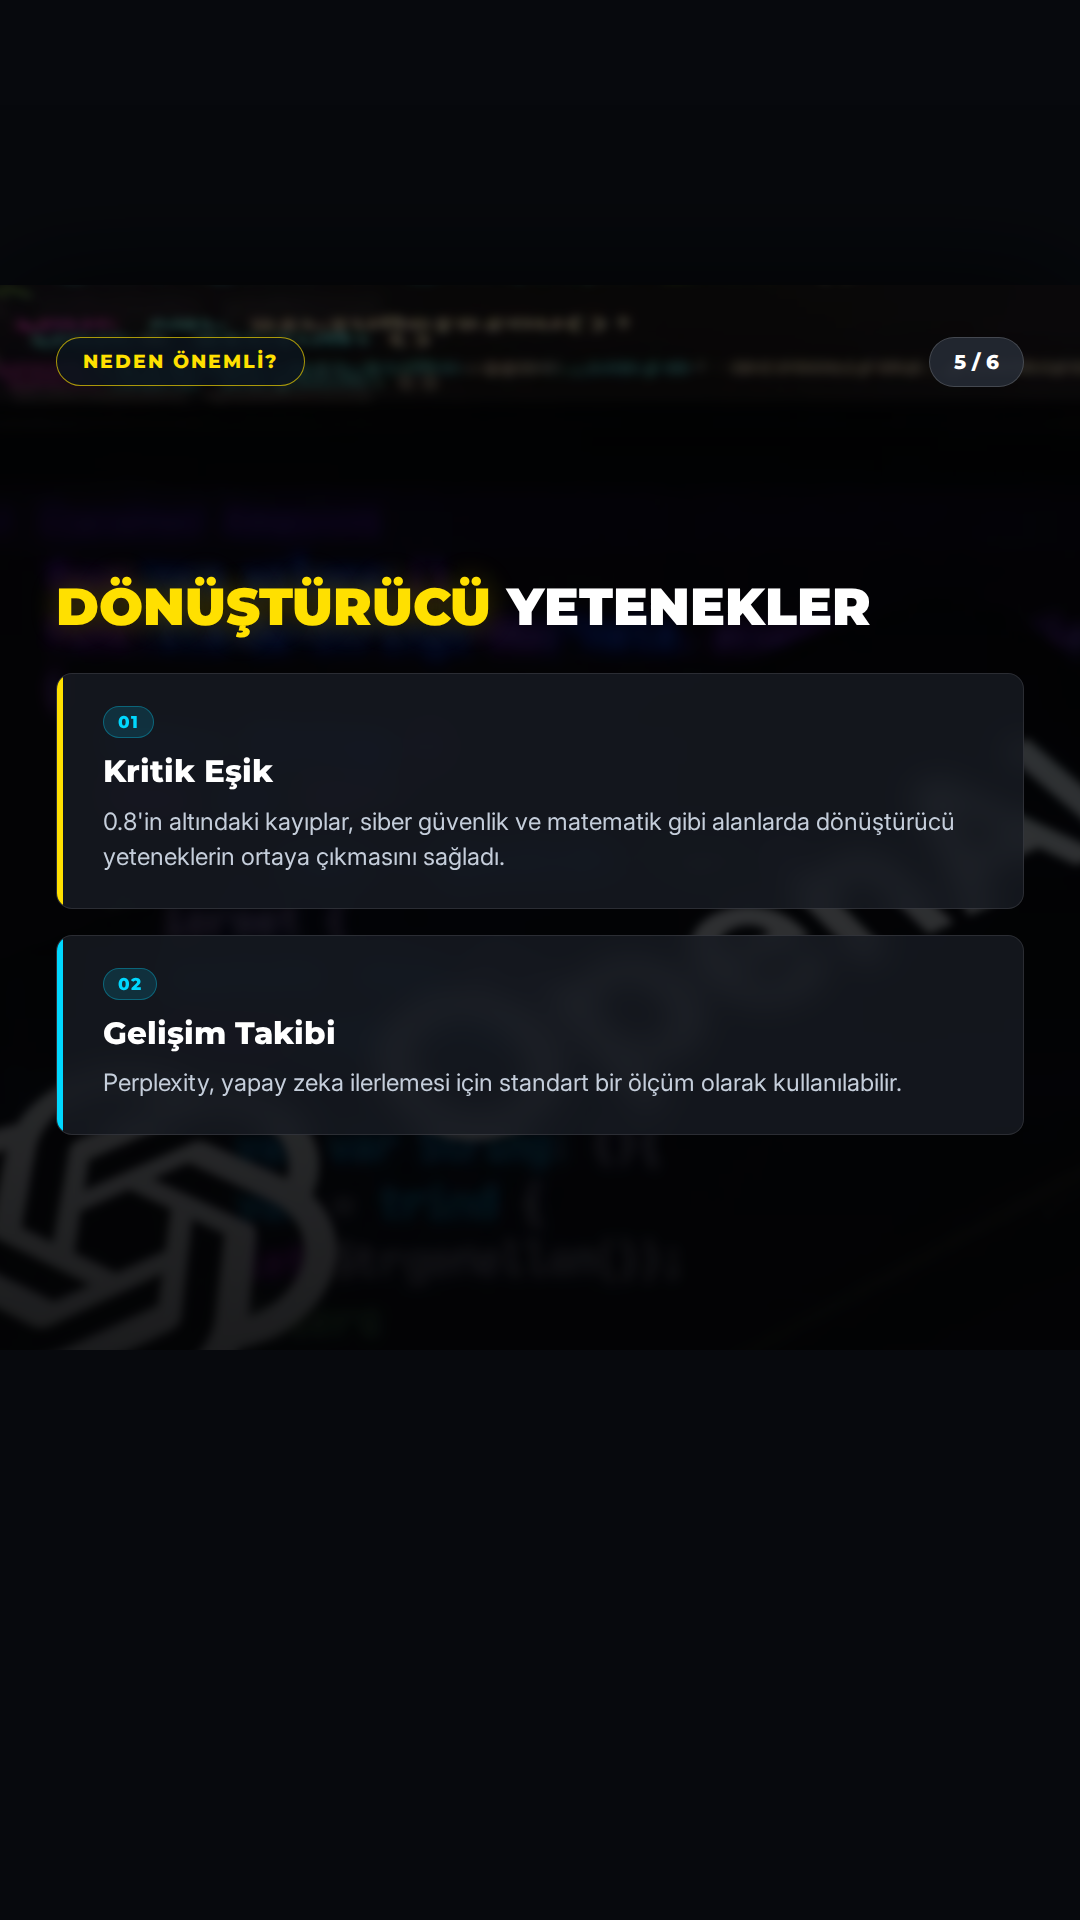 NEDEN ÖNEMLİ?
5 / 6
DÖNÜŞTÜRÜCÜ YETENEKLER
01
Kritik Eşik
0.8'in altındaki kayıplar, siber güvenlik ve matematik gibi alanlarda dönüştürücü
yeteneklerin ortaya çıkmasını sağladı.
02
Gelişim Takibi
Perplexity, yapay zeka ilerlemesi için standart bir ölçüm olarak kullanılabilir.